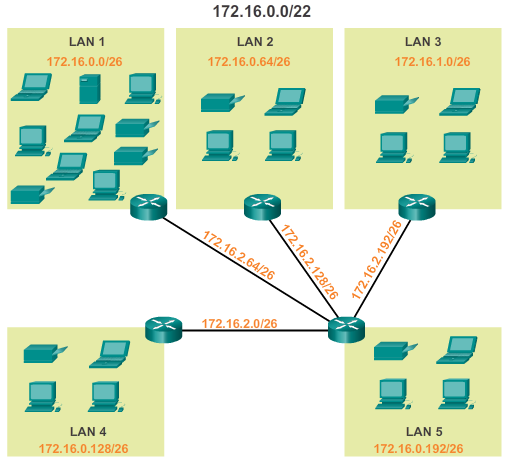 172.16.0.0/22
LAN 1
172.16.0.0/26
LAN 2
172.16.0.64/26
LAN 3
172.16.1.0/26
172.16.2.64/26
172.16.2.128/26
172.16.2.192/26
172.16.2.0/26
LAN 4
172.16.0.128/26
LAN 5
172.16.0.192/26